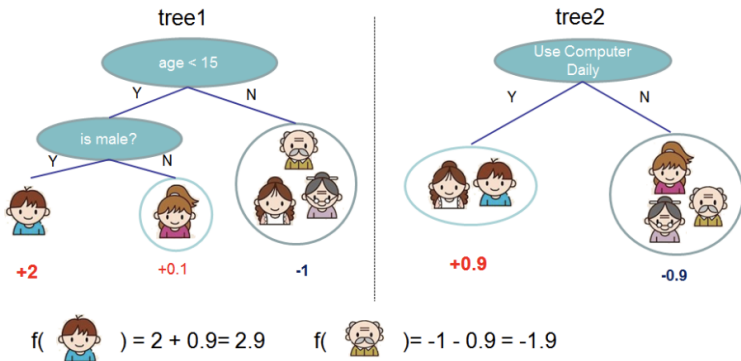 tree1
tree2
age < 15
Use Computer
Daily
Y
N
Y
N
is male?
Y
N
+2
+0.1
-1
+0.9
-0.9
f( ) = 2 + 0.9= 2.9
f( )= -1 - 0.9 = -1.9